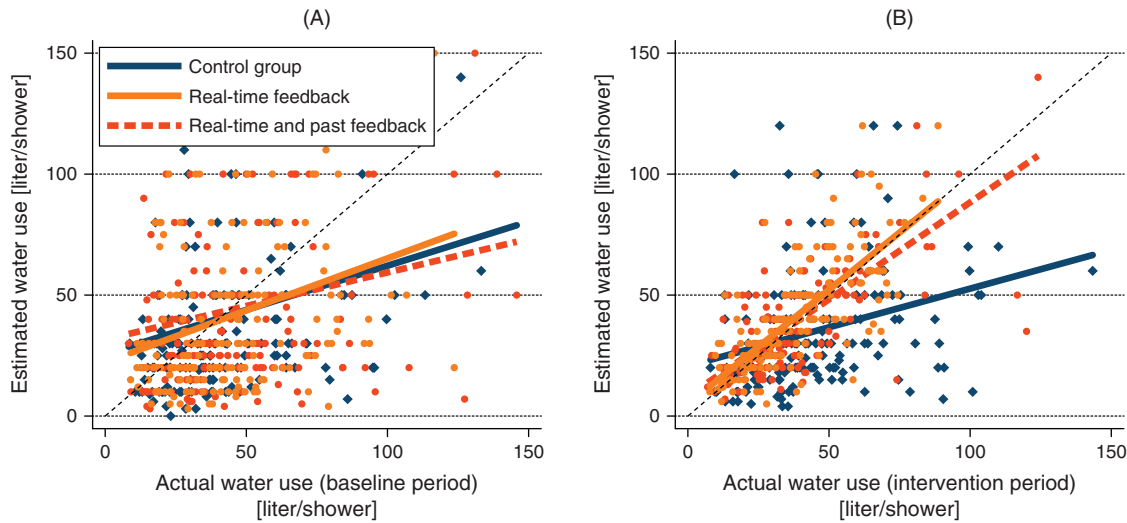 (A)
Estimated water use [liter/shower]
150
100
50
0
Control group
Real-time feedback
Real-time and past feedback
0
50
100
150
Actual water use (baseline period)
[liter/shower]
(B)
Estimated water use [liter/shower]
150
100
50
0
0
50
100
150
Actual water use (intervention period)
[liter/shower]